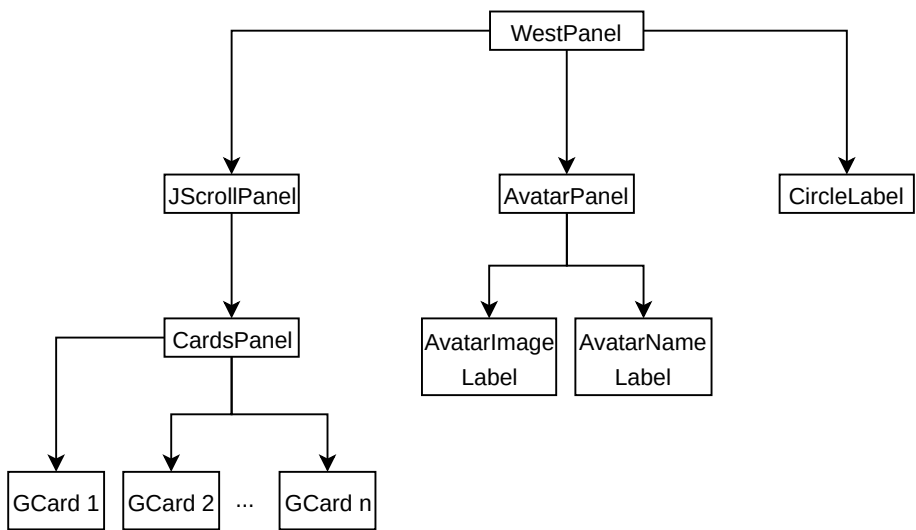 WestPanel
JScrollPanel
AvatarPanel
CircleLabel
CardsPanel
AvatarImage
Label
AvatarName
Label
GCard 1
GCard 2
...
GCard n